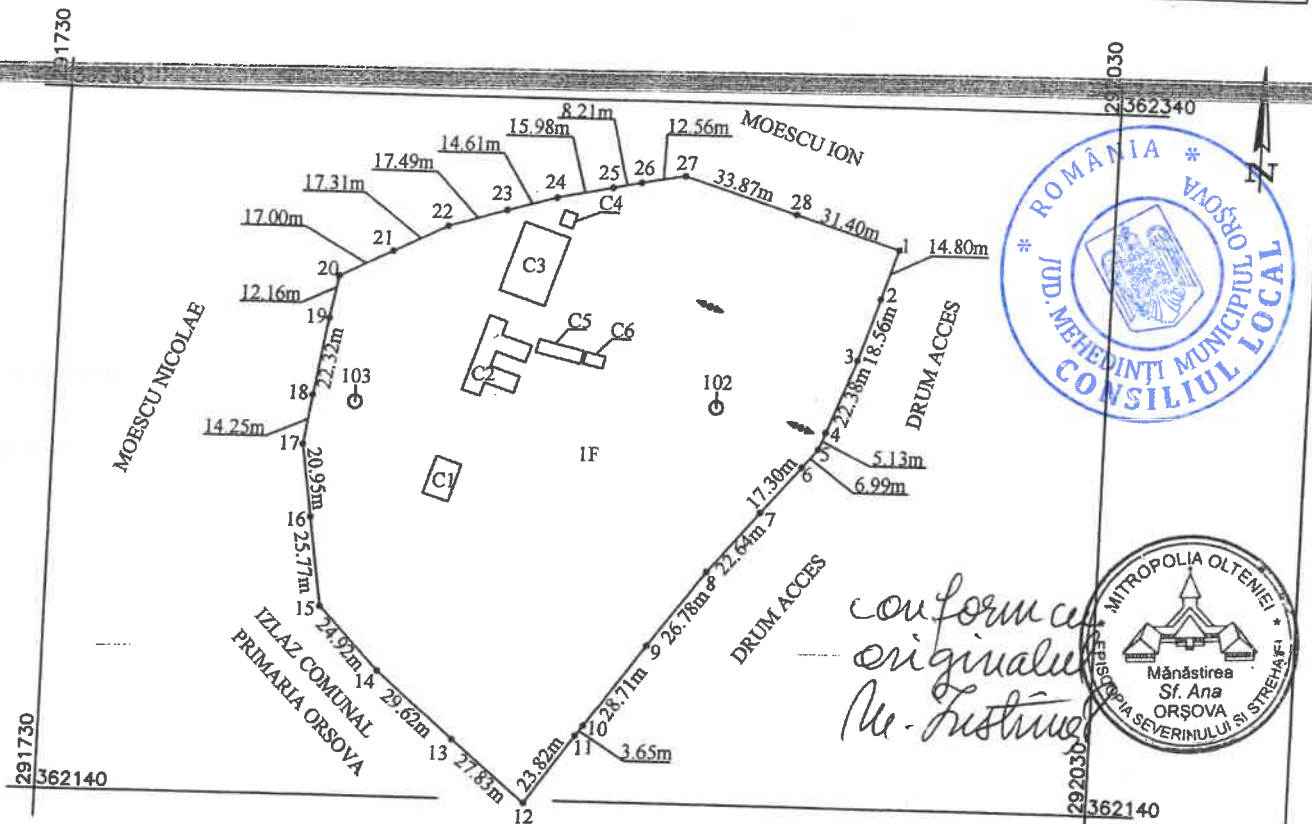 291730
362340
292030
362340
N
MOESCU ION
MOESCU NICOLAE
DRUM ACCES
DRUM ACCES
IZLAZ COMUNAL
PRIMARIA ORSOVA
8.21m
15.98m
12.56m
14.61m
17.49m
17.31m
17.00m
12.16m
22.32m
14.25m
20.95m
25.77m
24.92m
29.62m
27.83m
23.82m
3.65m
28.71m
26.78m
22.64m
17.30m
6.99m
5.13m
22.38m
18.56m
14.80m
31.40m
33.87m
1
2
3
4
5
6
7
8
9
10
11
12
13
14
15
16
17
18
19
20
21
22
23
24
25
26
27
28
C1
C2
C3
C4
C5
C6
1F
102
103
* ROMÂNIA *
JUD. MEHEDINȚI MUNICIPIUL ORȘOVA
CONSILIUL LOCAL
conform cu
originalul
* MITROPOLIA OLTENIEI *
EPISCOPIA SEVERINULUI SI STREHAIEI
Mănăstirea
Sf. Ana
ORȘOVA
291730
362140
292030
362140